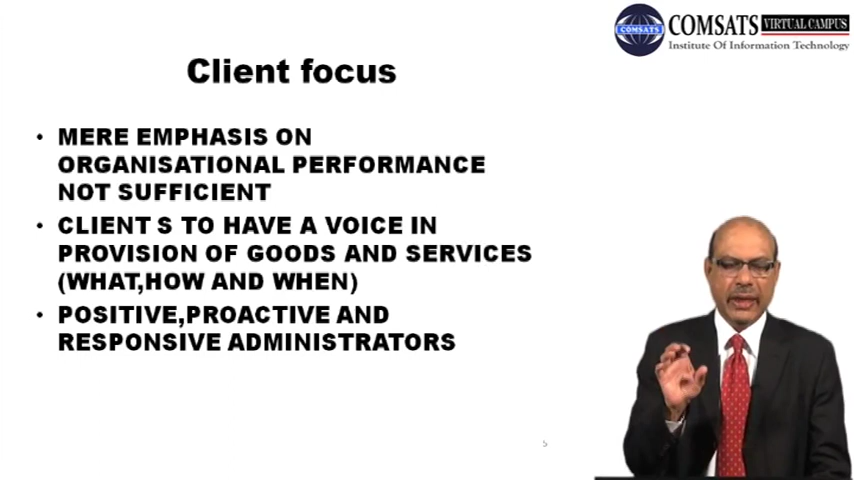 COMSATS VIRTUAL CAMPUS
COMSATS
Institute Of Information Technology
Client focus
• MERE EMPHASIS ON
ORGANISATIONAL PERFORMANCE
NOT SUFFICIENT
• CLIENT S TO HAVE A VOICE IN
PROVISION OF GOODS AND SERVICES
(WHAT,HOW AND WHEN)
• POSITIVE,PROACTIVE AND
RESPONSIVE ADMINISTRATORS
5